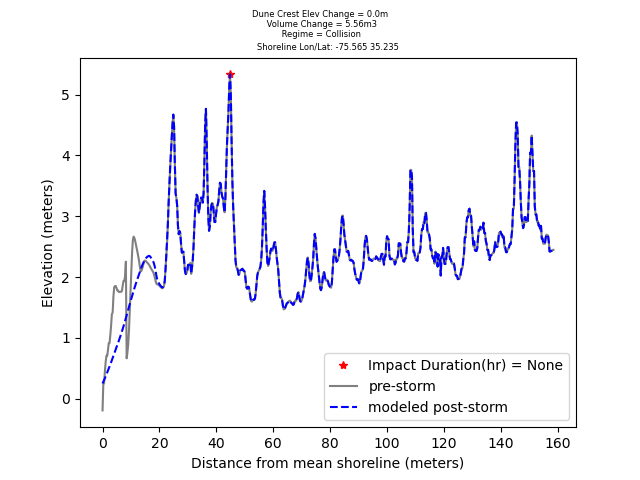 Dune Crest Elev Change = 0.0m
Volume Change = 5.56m3
Regime = Collision
Shoreline Lon/Lat: -75.565 35.235
5
4
3
2
1
0
Elevation (meters)
Impact Duration(hr) = None
pre-storm
modeled post-storm
0 20 40 60 80 100 120 140 160
Distance from mean shoreline (meters)